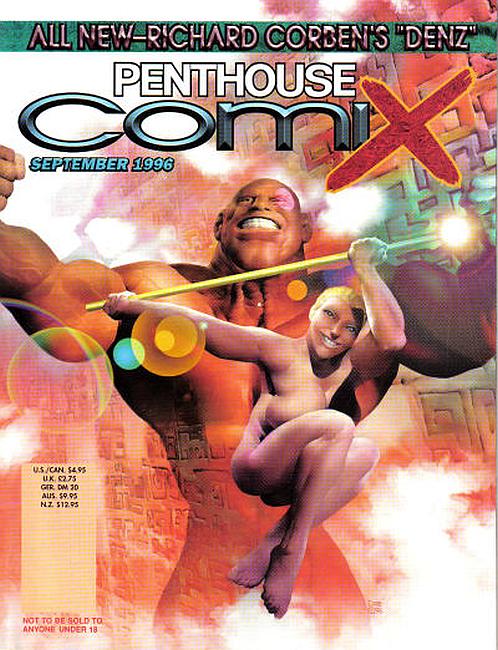 ALL NEW—RICHARD CORBEN'S "DENZ"
PENTHOUSE
comiX
SEPTEMBER 1996
U.S./CAN. $4.95
U.K. £2.75
GER. DM 20
AUS. $9.95
N.Z. $12.95
NOT TO BE SOLD TO
ANYONE UNDER 18